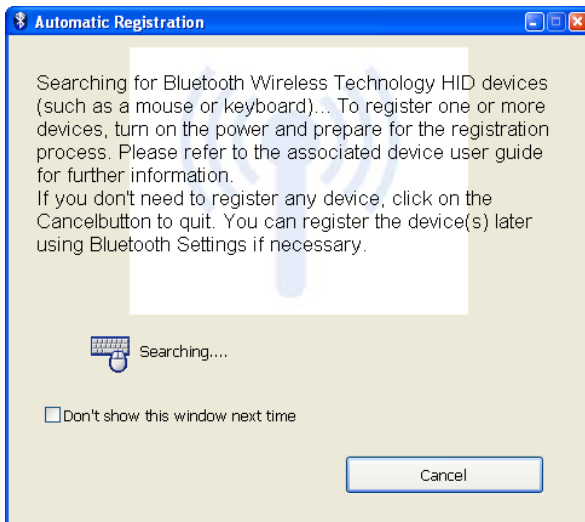 Automatic Registration
Searching for Bluetooth Wireless Technology HID devices
(such as a mouse or keyboard)... To register one or more
devices, turn on the power and prepare for the registration
process. Please refer to the associated device user guide
for further information.
If you don't need to register any device, click on the
Cancelbutton to quit. You can register the device(s) later
using Bluetooth Settings if necessary.
Searching....
Don't show this window next time
Cancel